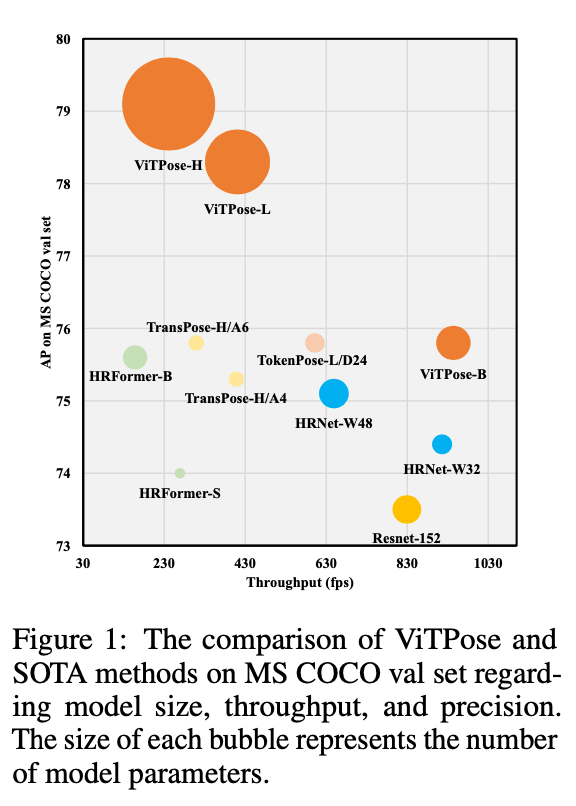 80
79
78
77
76
75
74
73
AP on MS COCO val set
ViTPose-H
ViTPose-L
TransPose-H/A6
HRFormer-B
TokenPose-L/D24
ViTPose-B
TransPose-H/A4
HRNet-W48
HRNet-W32
HRFormer-S
Resnet-152
30 230 430 630 830 1030
Throughput (fps)
Figure 1: The comparison of ViTPose and
SOTA methods on MS COCO val set regard-
ing model size, throughput, and precision.
The size of each bubble represents the number
of model parameters.